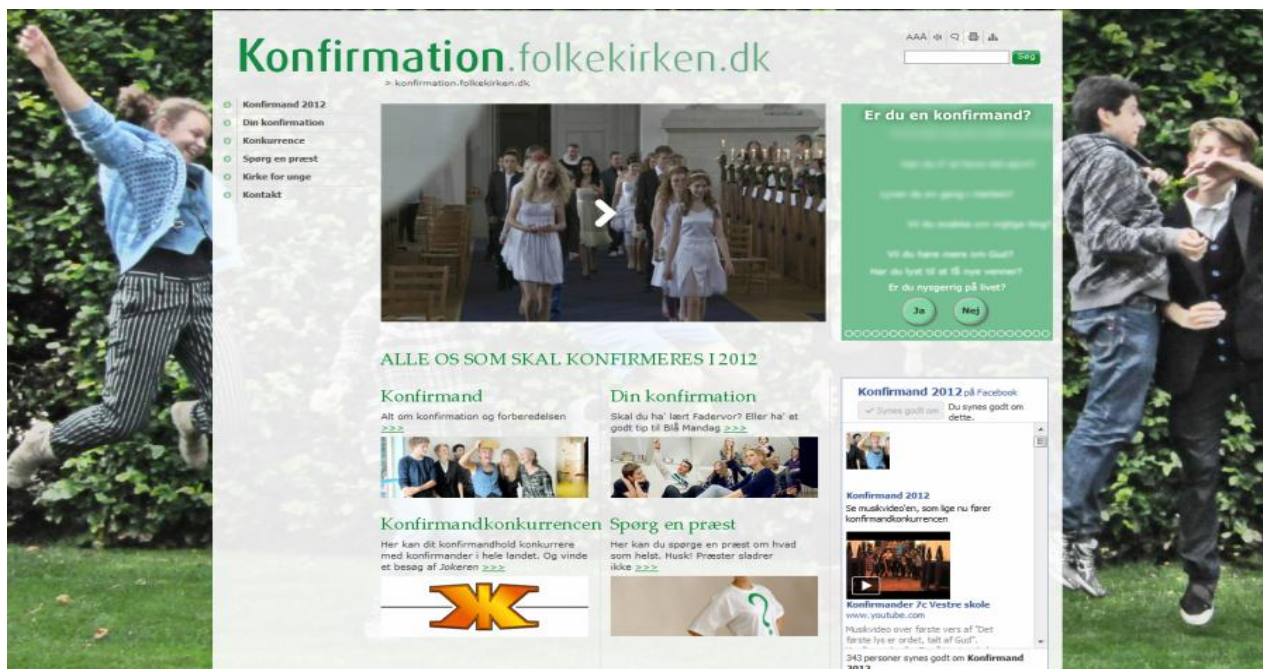 Konfirmation.folkekirken.dk
> konfirmation.folkekirken.dk
AAA
Søg
Konfirmand 2012
Din konfirmation
Konkurrence
Spørg en præst
Kirke for unge
Kontakt
Er du en konfirmand?
Vil du høre mere om Gud?
Har du lyst til at få nye venner?
Er du nysgerrig på livet?
Ja
Nej
ALLE OS SOM SKAL KONFIRMERES I 2012
Konfirmand
Alt om konfirmation og forberedelsen
>>>
Din konfirmation
Skal du ha' lært Fadervor? Eller ha' et
godt tip til Blå Mandag >>>
Konfirmandkonkurrencen
Her kan dit konfirmandhold konkurrere
med konfirmander i hele landet. Og vinde
et besøg af Jokeren >>>
Spørg en præst
Her kan du spørge en præst om hvad
som helst. Husk! Præster sladrer
ikke >>>
Konfirmand 2012 på Facebook
Synes godt om
Du synes godt om
dette.
Konfirmand 2012
Se musikvideo'en, som lige nu fører
konfirmandkonkurrencen
Konfirmander 7c Vestre skole
www.youtube.com
Musikvideo over første vers af "Det
første lys er ordet, talt af Gud".
343 personer synes godt om Konfirmand
2012